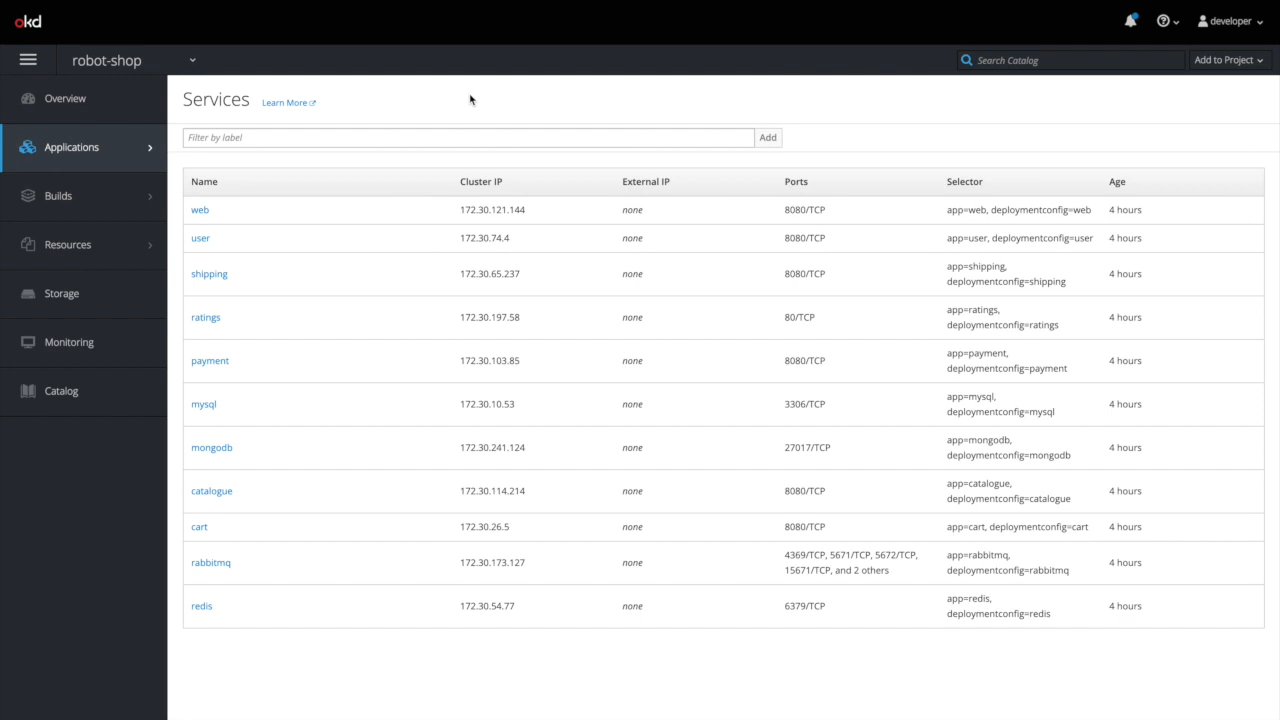 okd
developer
robot-shop
Search Catalog
Add to Project
Overview
Applications
Builds
Resources
Storage
Monitoring
Catalog
Services Learn More
Filter by label Add
Name Cluster IP External IP Ports Selector Age
web 172.30.121.144 none 8080/TCP app=web, deploymentconfig=web 4 hours
user 172.30.74.4 none 8080/TCP app=user, deploymentconfig=user 4 hours
shipping 172.30.65.237 none 8080/TCP app=shipping,
deploymentconfig=shipping 4 hours
ratings 172.30.197.58 none 80/TCP app=ratings,
deploymentconfig=ratings 4 hours
payment 172.30.103.85 none 8080/TCP app=payment,
deploymentconfig=payment 4 hours
mysql 172.30.10.53 none 3306/TCP app=mysql,
deploymentconfig=mysql 4 hours
mongodb 172.30.241.124 none 27017/TCP app=mongodb,
deploymentconfig=mongodb 4 hours
catalogue 172.30.114.214 none 8080/TCP app=catalogue,
deploymentconfig=catalogue 4 hours
cart 172.30.26.5 none 8080/TCP app=cart, deploymentconfig=cart 4 hours
rabbitmq 172.30.173.127 none 4369/TCP, 5671/TCP, 5672/TCP,
15671/TCP, and 2 others app=rabbitmq,
deploymentconfig=rabbitmq 4 hours
redis 172.30.54.77 none 6379/TCP app=redis,
deploymentconfig=redis 4 hours